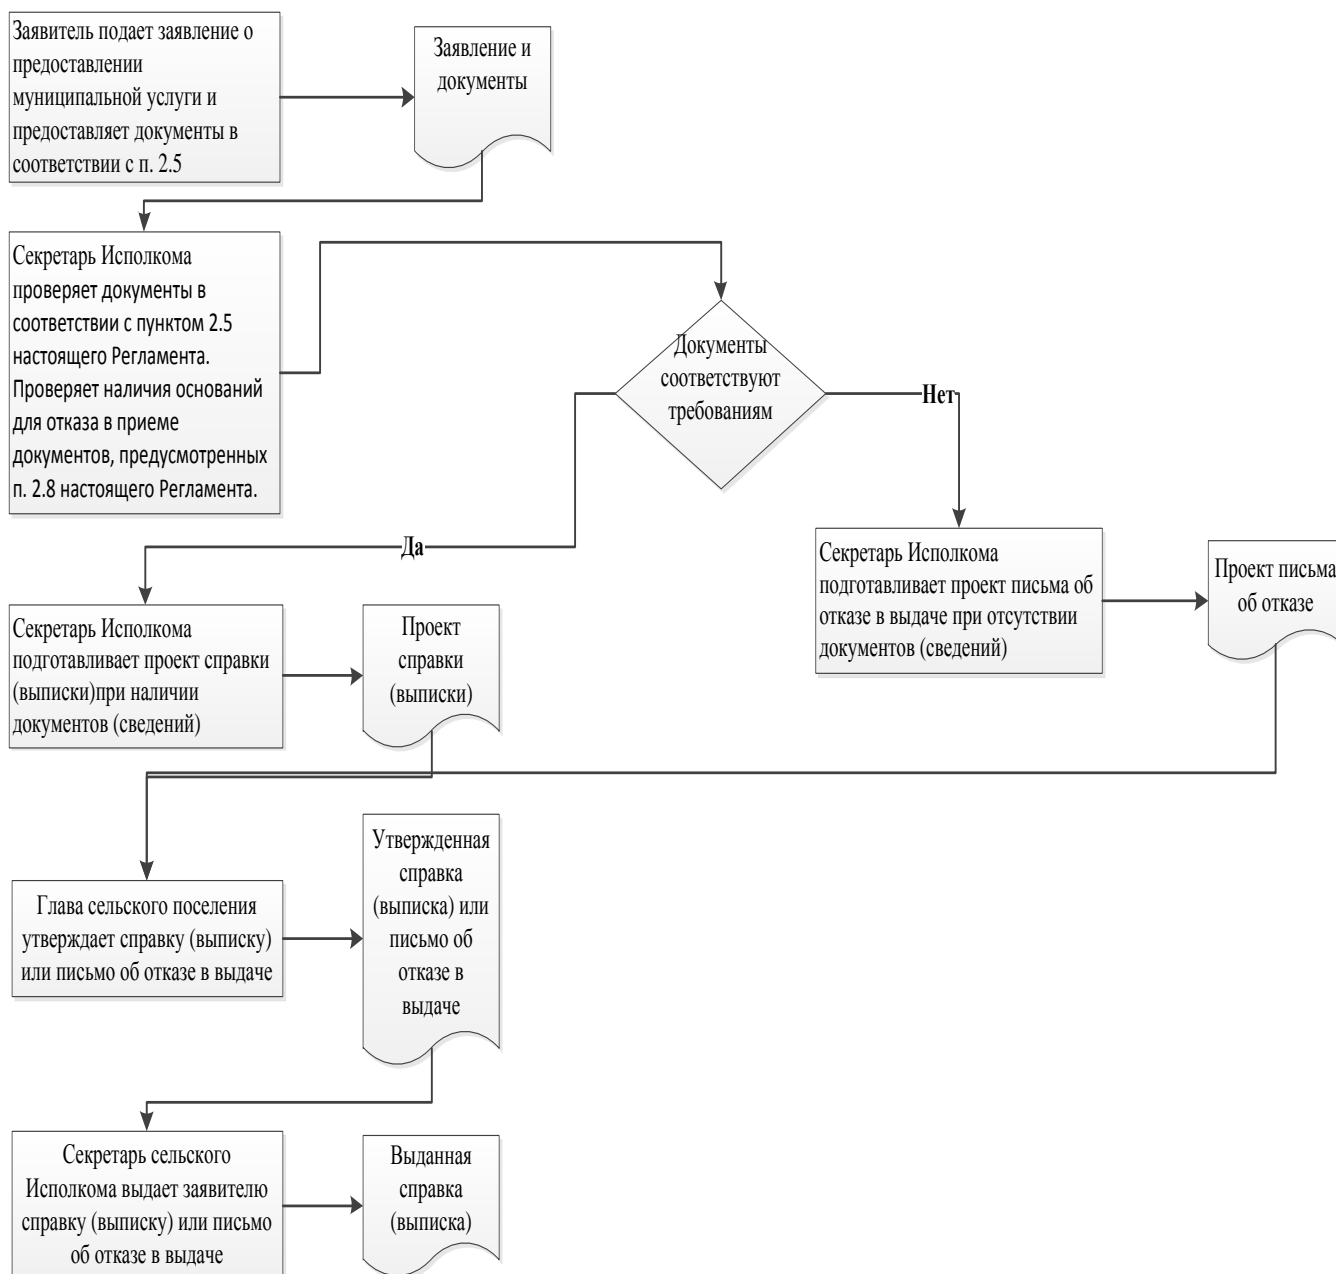 Заявитель подает заявление о
предоставлении
муниципальной услуги и
предоставляет документы в
соответствии с п. 2.5
Заявление и
документы
Секретарь Исполкома
проверяет документы в
соответствии с пунктом 2.5
настоящего Регламента.
Проверяет наличия оснований
для отказа в приеме
документов, предусмотренных
п. 2.8 настоящего Регламента.
Документы
соответствуют
требованиям
Нет
Да
Секретарь Исполкома
подготавливает проект письма об
отказе в выдаче при отсутствии
документов (сведений)
Проект письма
об отказе
Секретарь Исполкома
подготавливает проект справки
(выписки)при наличии
документов (сведений)
Проект
справки
(выписки)
Глава сельского поселения
утверждает справку (выписку)
или письмо об отказе в выдаче
Утвержденная
справка
(выписка) или
письмо об
отказе в
выдаче
Секретарь сельского
Исполкома выдает заявителю
справку (выписку) или письмо
об отказе в выдаче
Выданная
справка
(выписка)